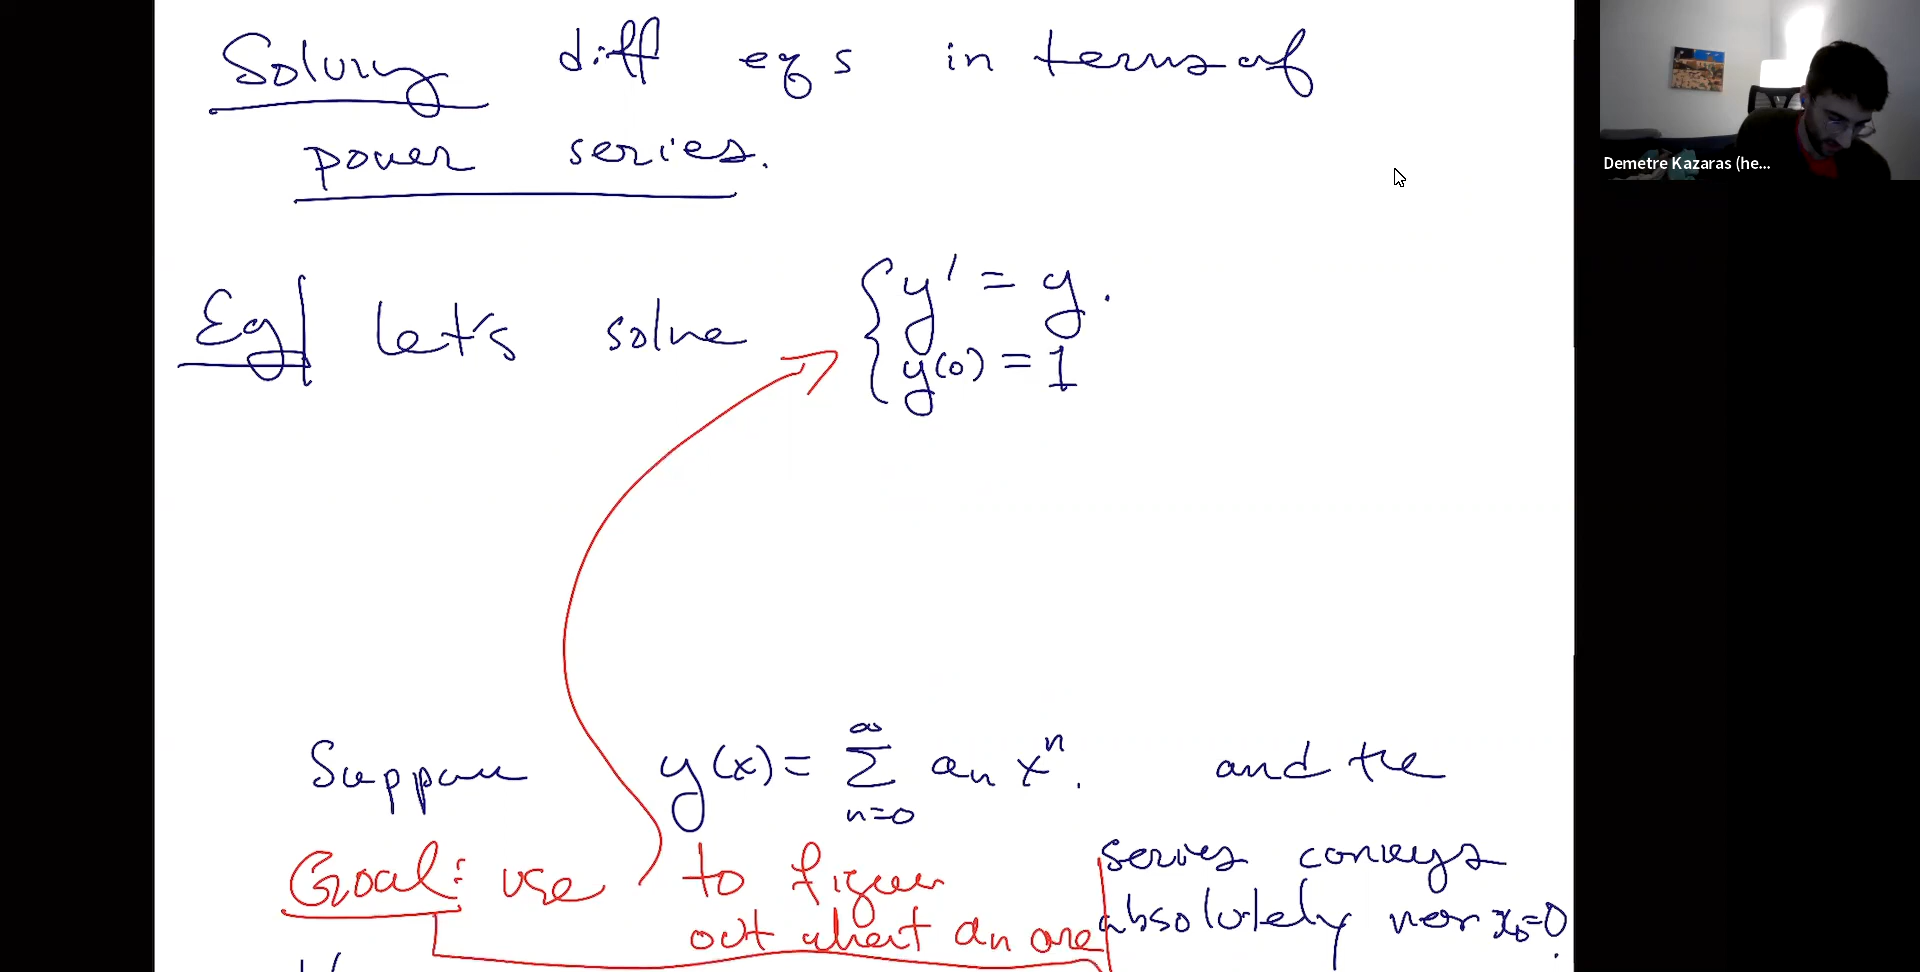 Solving diff eqs in terms of
power series.
Demetre Kazaras (he...
Eg| let's solve { y' = y.
y(0) = 1
Suppose y(x) = ∑_{n=0}^{∞} a_n x^n. and the
series converges
absolutely near x_0=0.
Goal: use to figure
out what a_n are